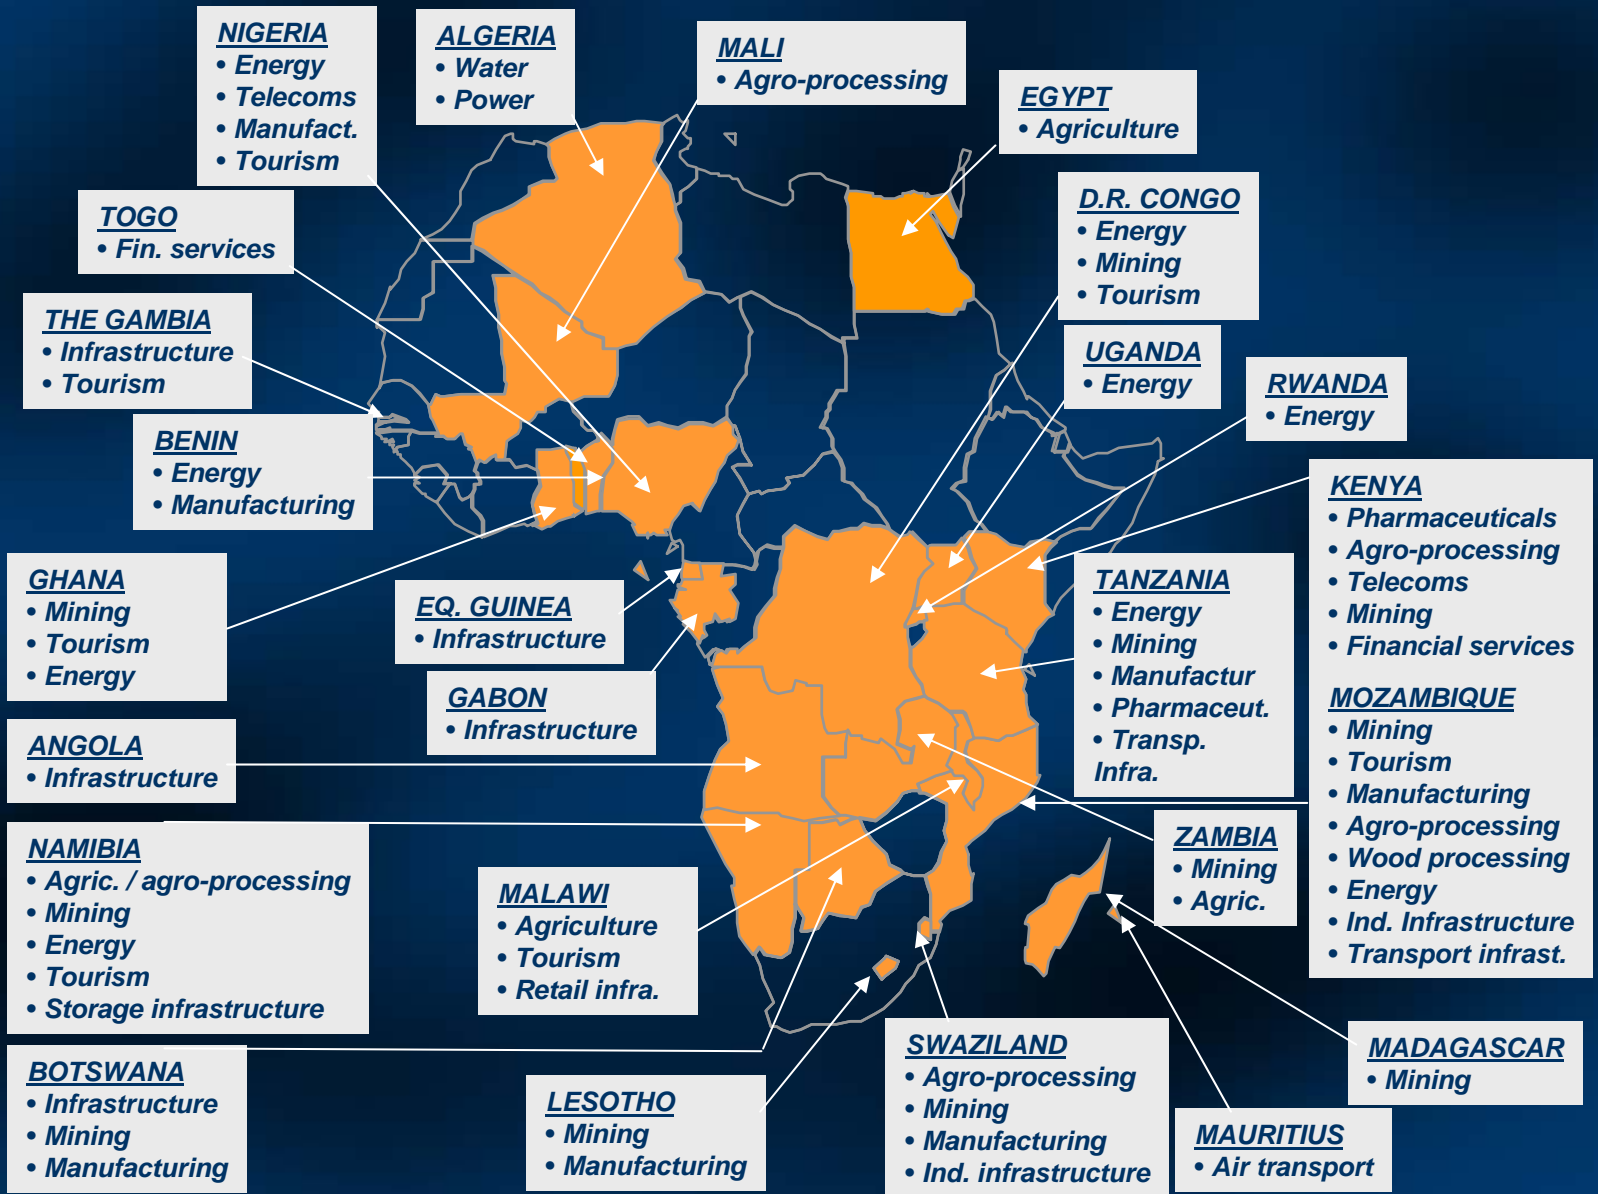 NIGERIA
• Energy
• Telecoms
• Manufact.
• Tourism
ALGERIA
• Water
• Power
MALI
• Agro-processing
EGYPT
• Agriculture
TOGO
• Fin. services
D.R. CONGO
• Energy
• Mining
• Tourism
THE GAMBIA
• Infrastructure
• Tourism
UGANDA
• Energy
RWANDA
• Energy
BENIN
• Energy
• Manufacturing
KENYA
• Pharmaceuticals
• Agro-processing
• Telecoms
• Mining
• Financial services
MOZAMBIQUE
• Mining
• Tourism
• Manufacturing
• Agro-processing
• Wood processing
• Energy
• Ind. Infrastructure
• Transport infrast.
GHANA
• Mining
• Tourism
• Energy
EQ. GUINEA
• Infrastructure
TANZANIA
• Energy
• Mining
• Manufactur
• Pharmaceut.
• Transp.
Infra.
GABON
• Infrastructure
ANGOLA
• Infrastructure
ZAMBIA
• Mining
• Agric.
NAMIBIA
• Agric. / agro-processing
• Mining
• Energy
• Tourism
• Storage infrastructure
MALAWI
• Agriculture
• Tourism
• Retail infra.
BOTSWANA
• Infrastructure
• Mining
• Manufacturing
LESOTHO
• Mining
• Manufacturing
SWAZILAND
• Agro-processing
• Mining
• Manufacturing
• Ind. infrastructure
MADAGASCAR
• Mining
MAURITIUS
• Air transport